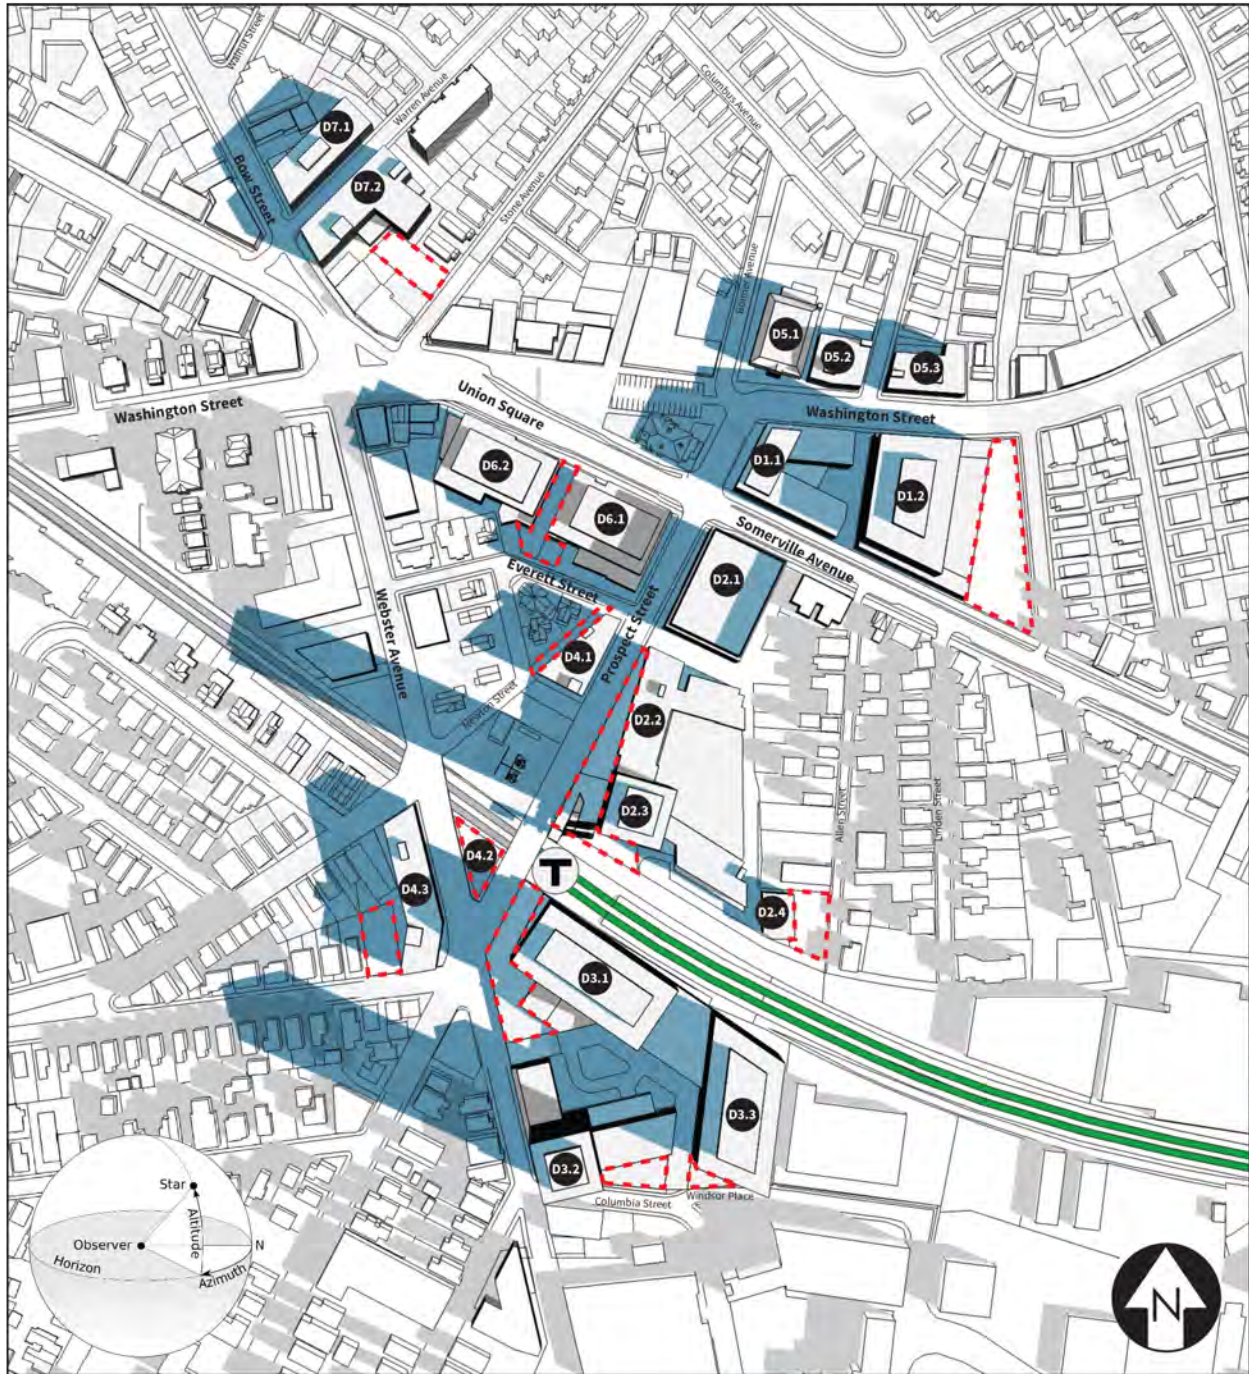 Walnut Street
Warren Avenue
Columbus Avenue
D7.1
D7.2
Bow Street
Stone Avenue
Bonner Avenue
D5.1
D5.2
D5.3
Washington Street
Union Square
Washington Street
D6.2
D1.1
D1.2
D6.1
Somerville Avenue
D2.1
Everett Street
Webster Avenue
Prospect Street
D4.1
Newton Street
D2.2
D2.3
Allen Street
Linden Street
D4.2
T
D4.3
D2.4
D3.1
D3.3
D3.2
Columbia Street
Windsor Place
Star
Altitude
Observer
N
Horizon
Azimuth
N